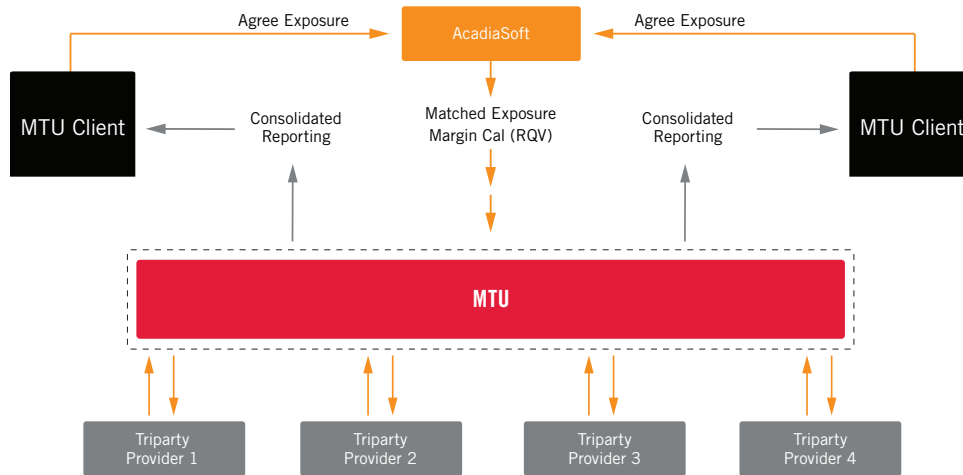 Agree Exposure
AcadiaSoft
Agree Exposure
MTU Client
Consolidated
Reporting
Matched Exposure
Margin Cal (RQV)
Consolidated
Reporting
MTU Client
MTU
Triparty
Provider 1
Triparty
Provider 2
Triparty
Provider 3
Triparty
Provider 4